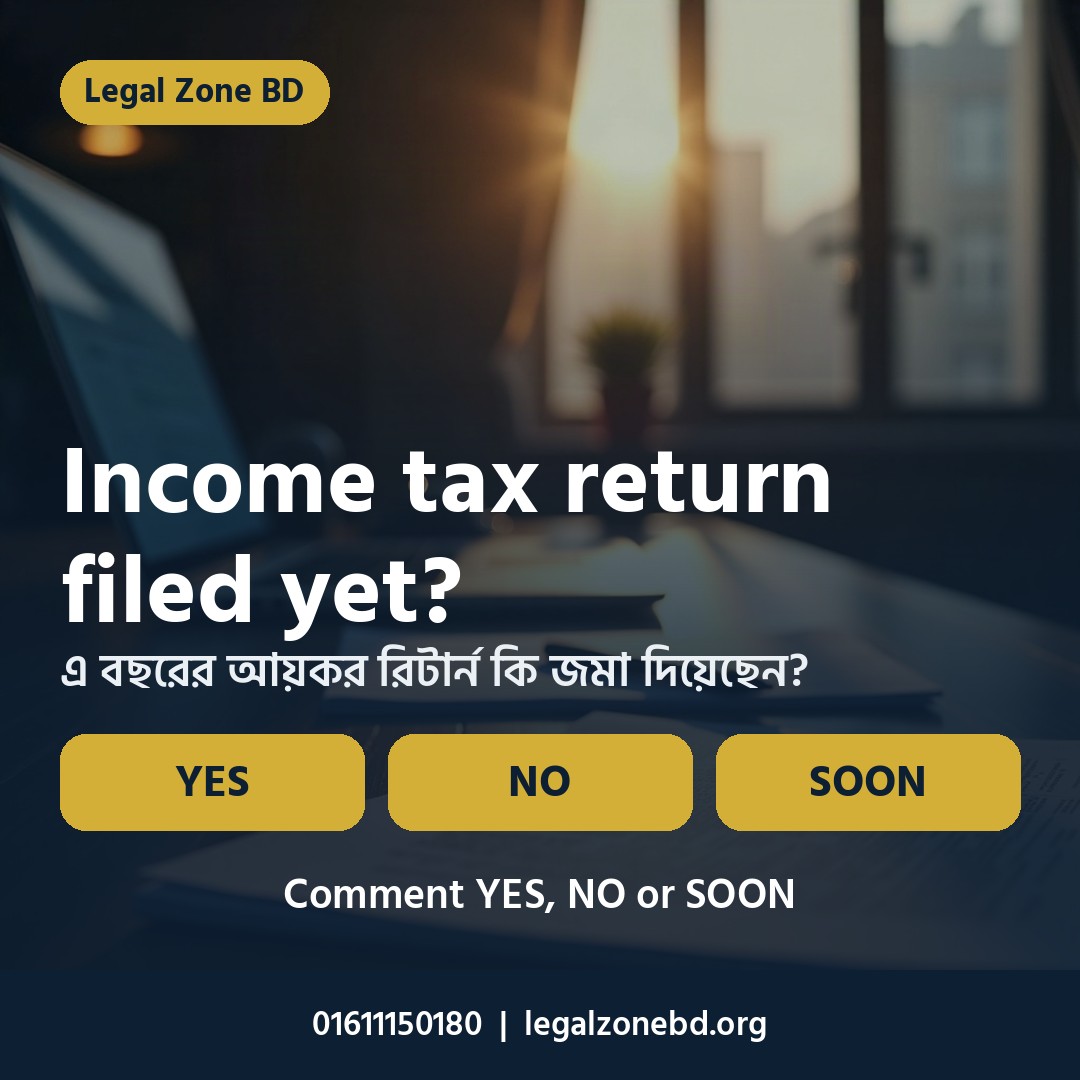 Legal Zone BD
Income tax return
filed yet?
এ বছরের আয়কর রিটার্ন কি জমা দিয়েছেন?
YES
NO
SOON
Comment YES, NO or SOON
01611150180 | legalzonebd.org